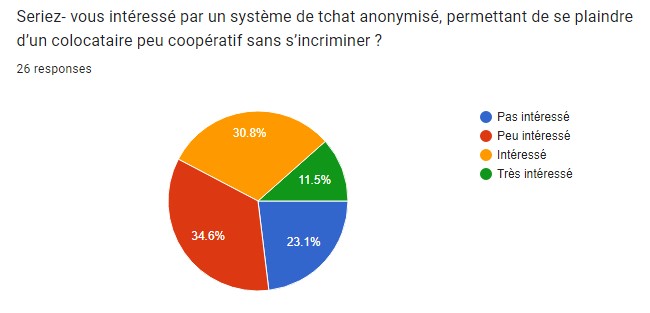 Seriez- vous intéressé par un système de tchat anonymisé, permettant de se plaindre
d’un colocataire peu coopératif sans s’incriminer ?
26 responses
30.8%
11.5%
34.6%
23.1%
Pas intéressé
Peu intéressé
Intéressé
Très intéressé